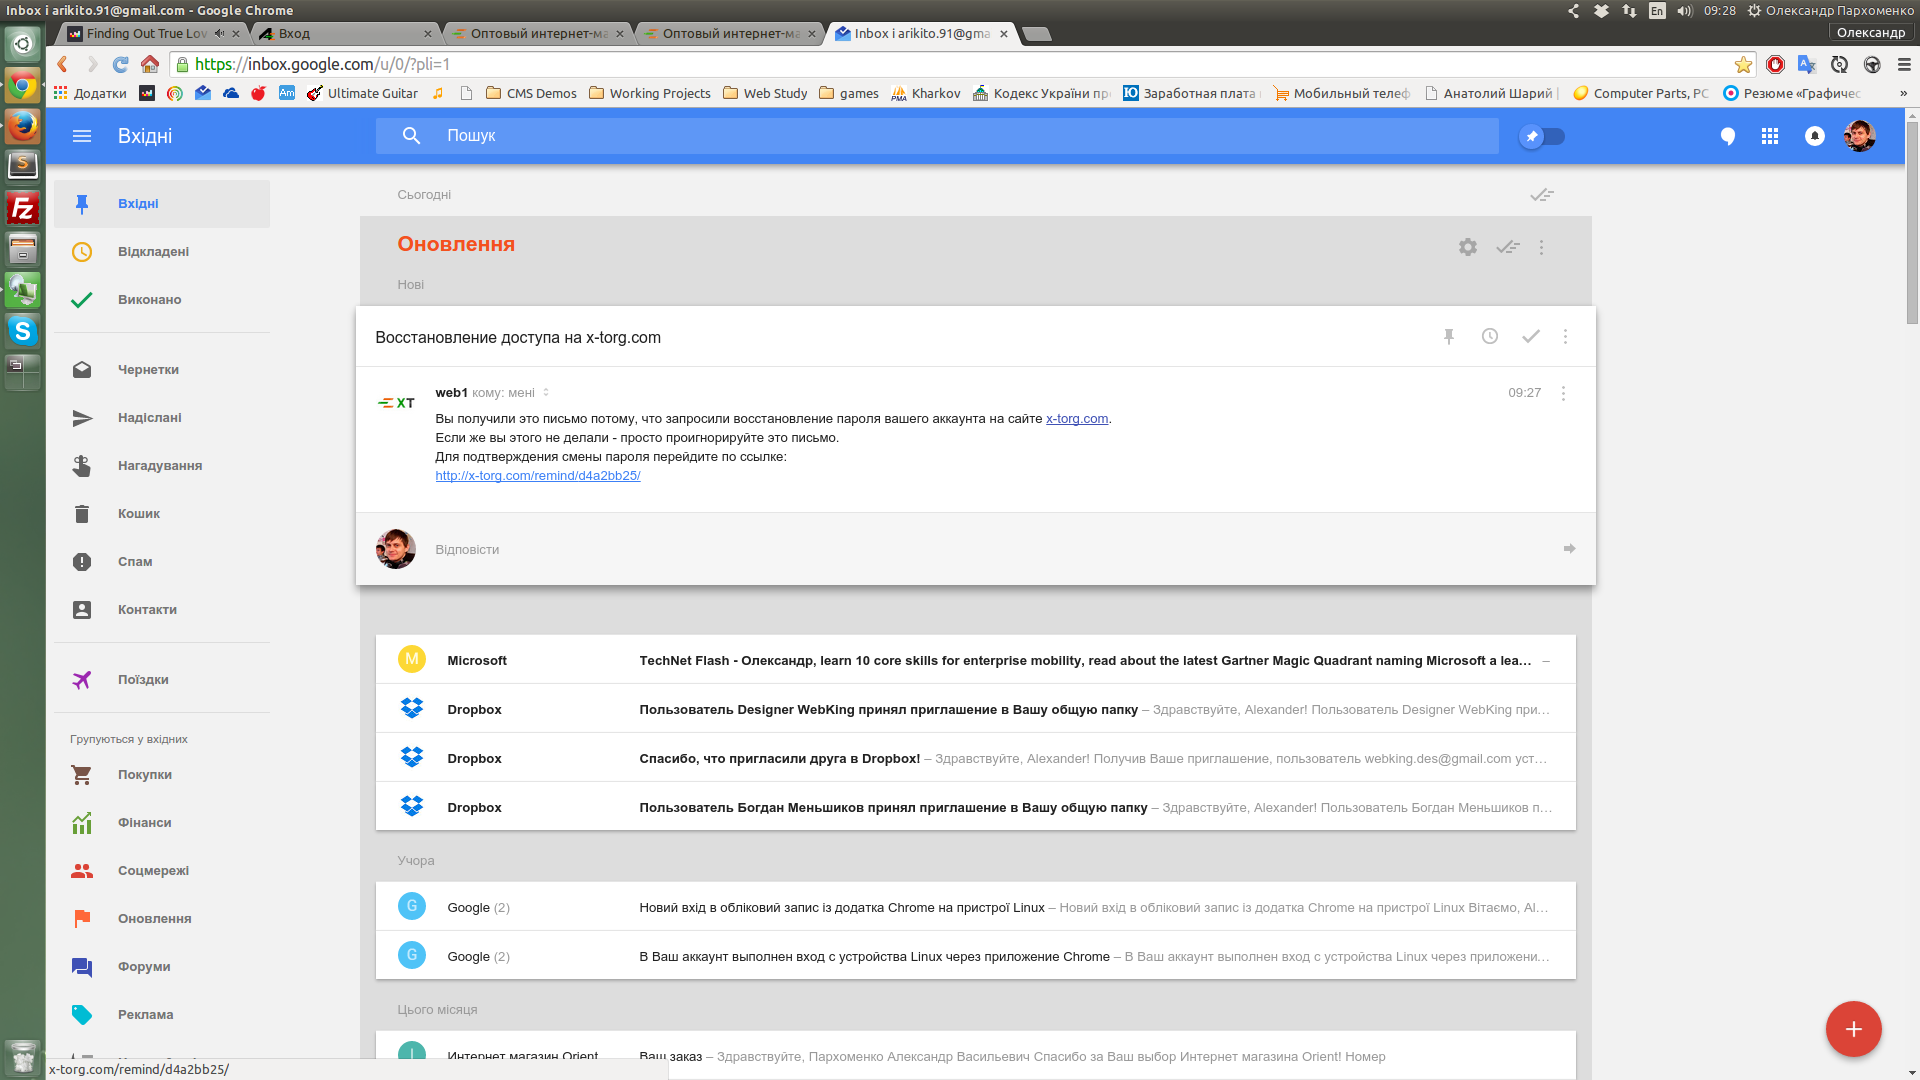 Inbox i arikito.91@gmail.com - Google Chrome
En 09:28 Олександр Пархоменко
Finding Out True Lov
Вход
Оптовый интернет-ма
Оптовый интернет-ма
Inbox i arikito.91@gma
Олександр
https://inbox.google.com/u/0/?pli=1
Додатки
Am
Ultimate Guitar
CMS Demos
Working Projects
Web Study
games
PMA
Kharkov
Кодекс України пр
Ю
Заработная плата
Мобильный телеф
Анатолий Шарий |
Computer Parts, PC
Резюме «Графичес
»
Вхідні
Пошук
Вхідні
Відкладені
Виконано
Чернетки
Надіслані
Нагадування
Кошик
Спам
Контакти
Поїздки
Групуються у вхідних
Покупки
Фінанси
Соцмережі
Оновлення
Форуми
Реклама
x-torg.com/remind/d4a2bb25/
Сьогодні
Оновлення
Нові
Восстановление доступа на x-torg.com
XT
web1 кому: мені
09:27
Вы получили это письмо потому, что запросили восстановление пароля вашего аккаунта на сайте x-torg.com.
Если же вы этого не делали - просто проигнорируйте это письмо.
Для подтверждения смены пароля перейдите по ссылке:
http://x-torg.com/remind/d4a2bb25/
Відповісти
M Microsoft TechNet Flash - Олександр, learn 10 core skills for enterprise mobility, read about the latest Gartner Magic Quadrant naming Microsoft a lea... –
Dropbox Пользователь Designer WebKing принял приглашение в Вашу общую папку – Здравствуйте, Alexander! Пользователь Designer WebKing при...
Dropbox Спасибо, что пригласили друга в Dropbox! – Здравствуйте, Alexander! Получив Ваше приглашение, пользователь webking.des@gmail.com уст...
Dropbox Пользователь Богдан Меньшиков принял приглашение в Вашу общую папку – Здравствуйте, Alexander! Пользователь Богдан Меньшиков п...
Учора
G Google (2) Новий вхід в обліковий запис із додатка Chrome на пристрої Linux – Новий вхід в обліковий запис із додатка Chrome на пристрої Linux Вітаємо, Al...
G Google (2) В Ваш аккаунт выполнен вход с устройства Linux через приложение Chrome – В Ваш аккаунт выполнен вход с устройства Linux через приложени...
Цього місяця
Интернет магазин Orient Ваш заказ – Здравствуйте, Пархоменко Александр Васильевич Спасибо за Ваш выбор Интернет магазина Orient! Номер